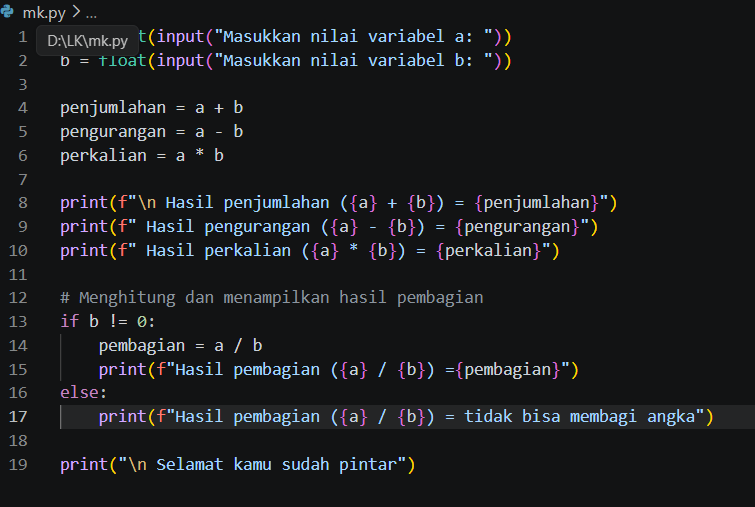 mk.py > ...
D:\LK\mk.py
1 t(input("Masukkan nilai variabel a: "))
2 b = float(input("Masukkan nilai variabel b: "))
3
4 penjumlahan = a + b
5 pengurangan = a - b
6 perkalian = a * b
7
8 print(f"\n Hasil penjumlahan ({a} + {b}) = {penjumlahan}")
9 print(f" Hasil pengurangan ({a} - {b}) = {pengurangan}")
10 print(f" Hasil perkalian ({a} * {b}) = {perkalian}")
11
12 # Menghitung dan menampilkan hasil pembagian
13 if b != 0:
14     pembagian = a / b
15     print(f"Hasil pembagian ({a} / {b}) ={pembagian}")
16 else:
17     print(f"Hasil pembagian ({a} / {b}) = tidak bisa membagi angka")
18
19 print("\n Selamat kamu sudah pintar")